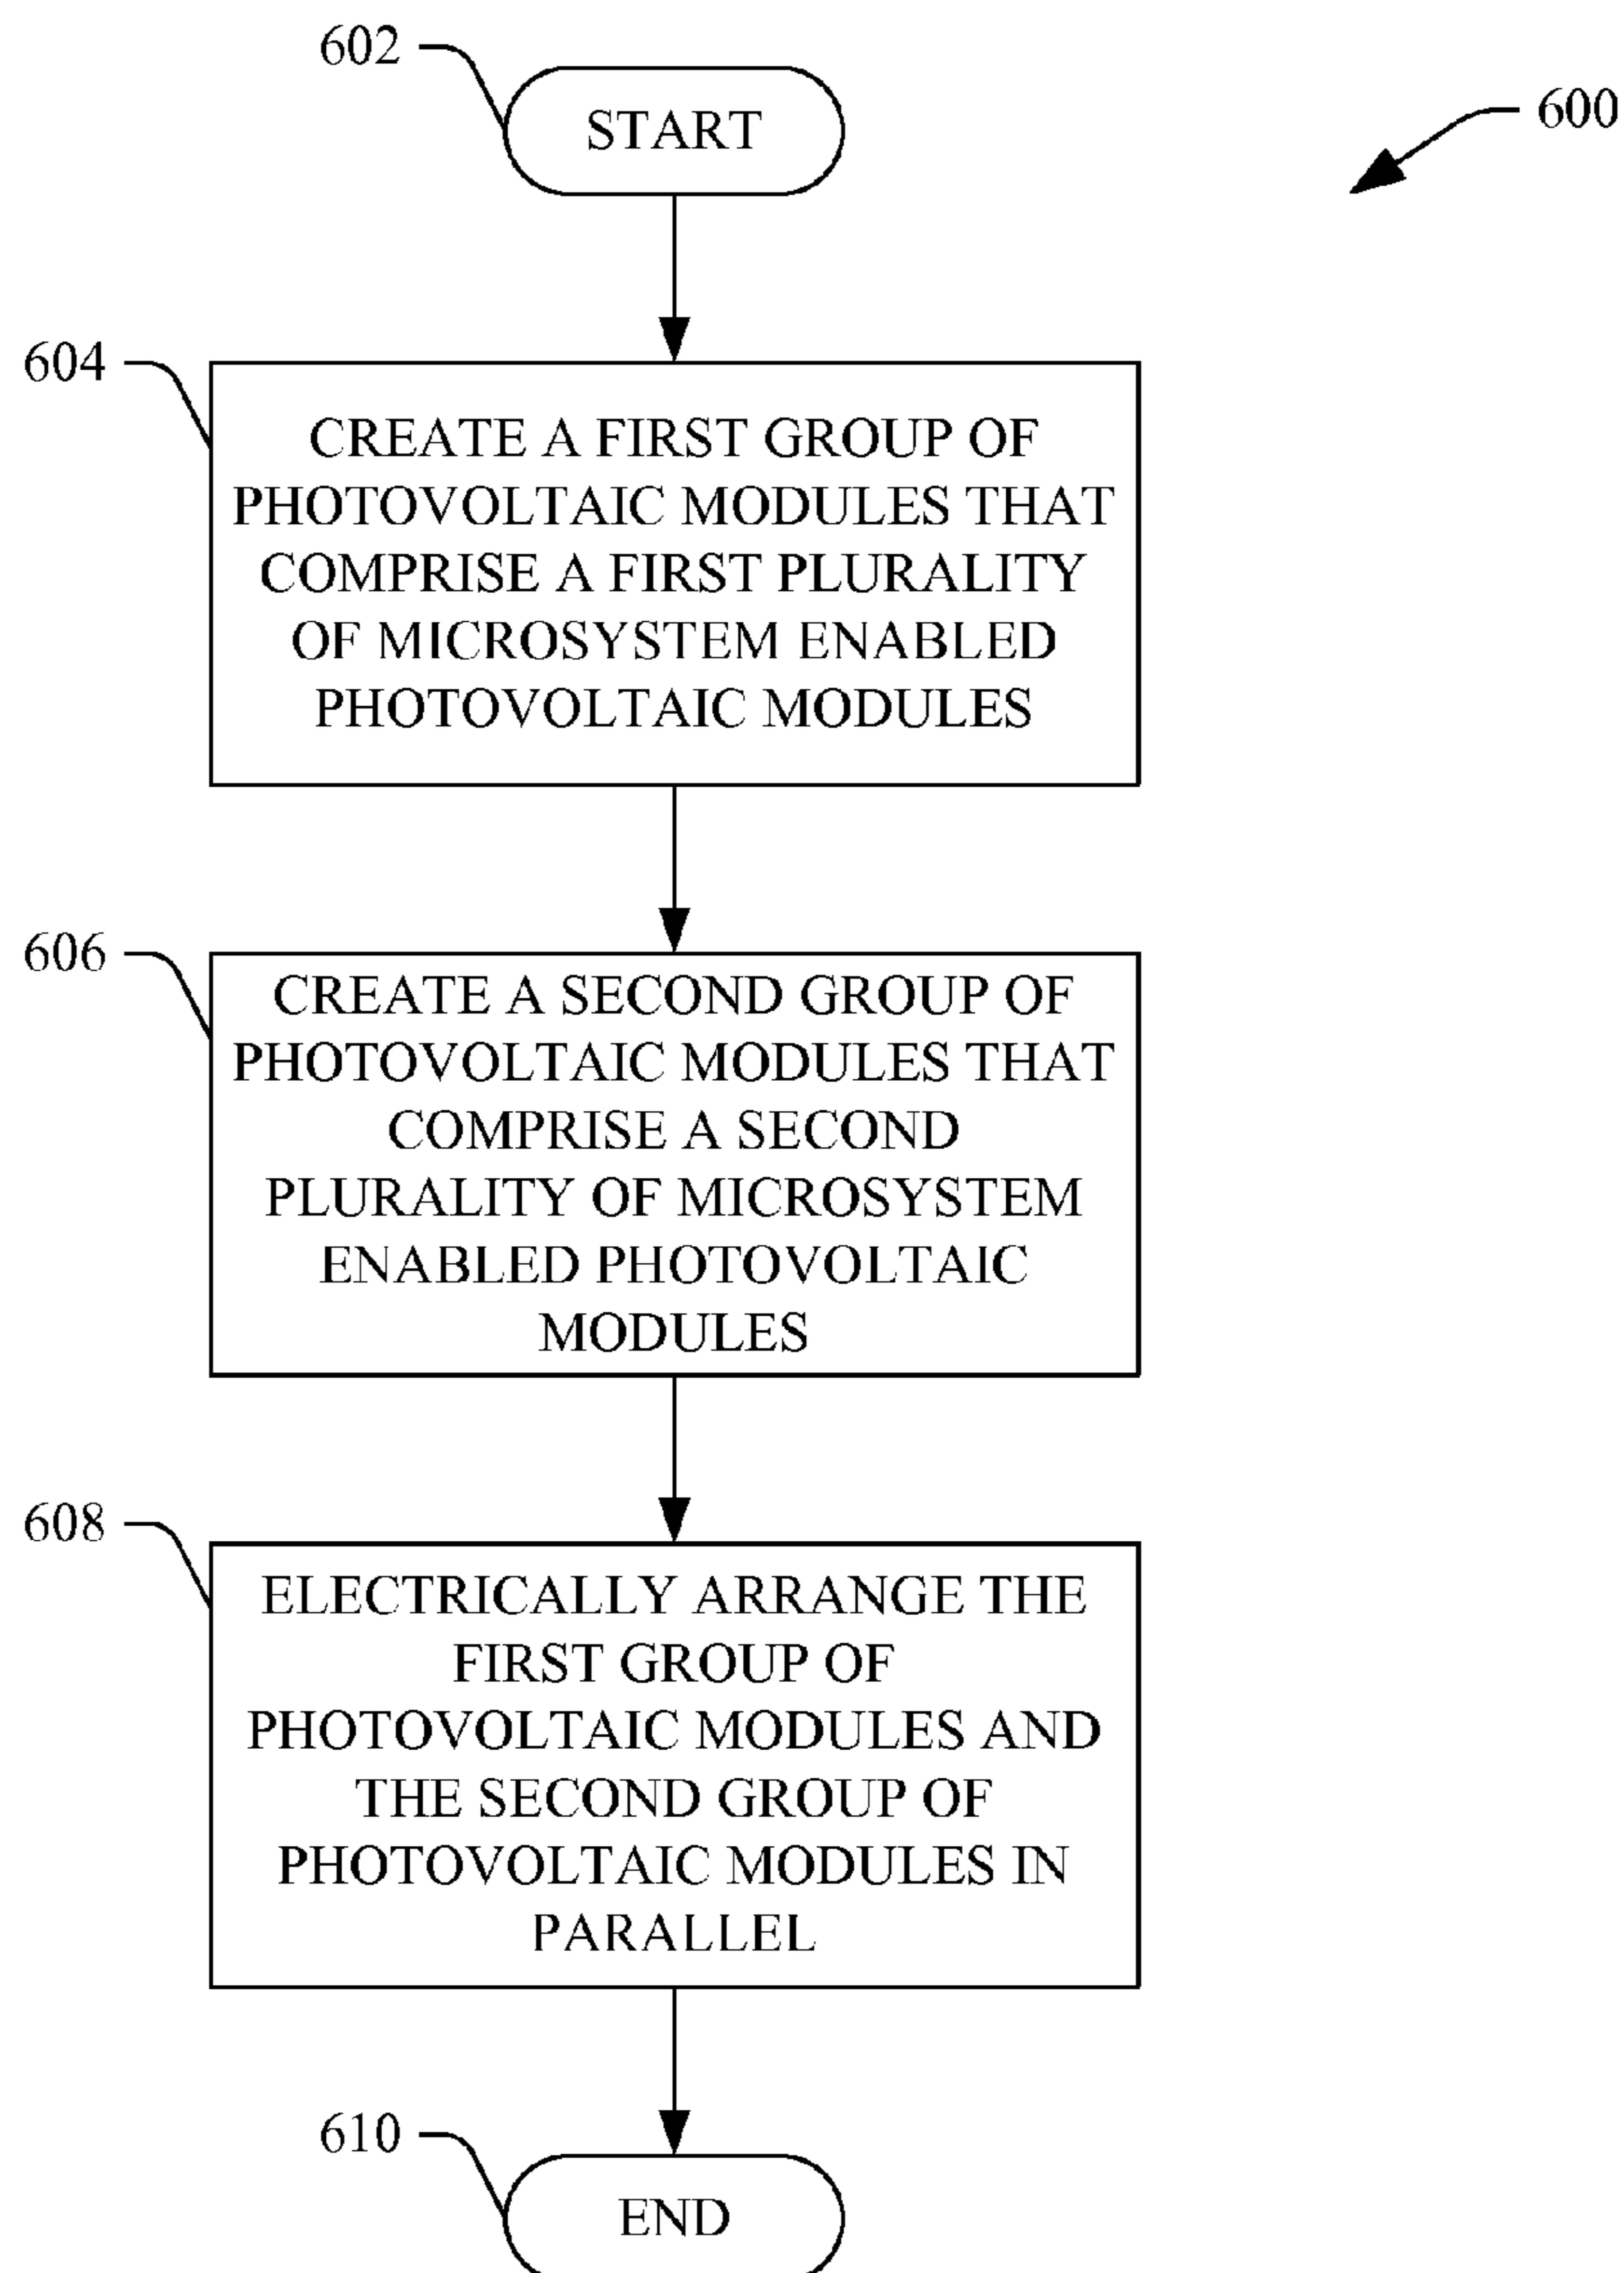 602
START
600
604
CREATE A FIRST GROUP OF
PHOTOVOLTAIC MODULES THAT
COMPRISE A FIRST PLURALITY
OF MICROSYSTEM ENABLED
PHOTOVOLTAIC MODULES
606
CREATE A SECOND GROUP OF
PHOTOVOLTAIC MODULES THAT
COMPRISE A SECOND
PLURALITY OF MICROSYSTEM
ENABLED PHOTOVOLTAIC
MODULES
608
ELECTRICALLY ARRANGE THE
FIRST GROUP OF
PHOTOVOLTAIC MODULES AND
THE SECOND GROUP OF
PHOTOVOLTAIC MODULES IN
PARALLEL
610
END